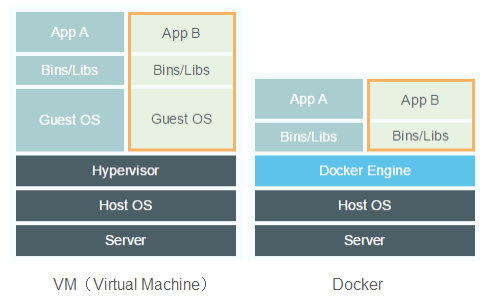 App A
App B
Bins/Libs
Bins/Libs
Guest OS
Guest OS
Hypervisor
Host OS
Server
VM（Virtual Machine）
App A
App B
Bins/Libs
Bins/Libs
Docker Engine
Host OS
Server
Docker